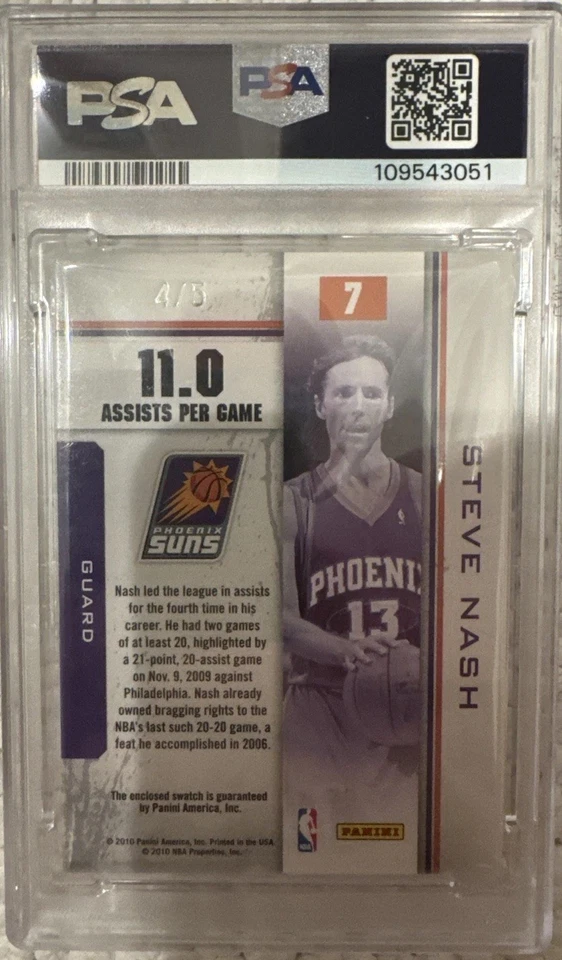 PSA
PSA
109543051
4/5
7
11.0
ASSISTS PER GAME
PHOENIX
SUNS
GUARD
Nash led the league in assists
for the fourth time in his
career. He had two games
of at least 20, highlighted by
a 21-point, 20-assist game
on Nov. 9, 2009 against
Philadelphia. Nash already
owned bragging rights to the
NBA's last such 20-20 game, a
feat he accomplished in 2006.
The enclosed swatch is guaranteed
by Panini America, Inc.
© 2010 Panini America, Inc. Printed in the USA.
© 2010 NBA Properties, Inc.
PHOENI
13
NBA
PANINI
STEVE NASH